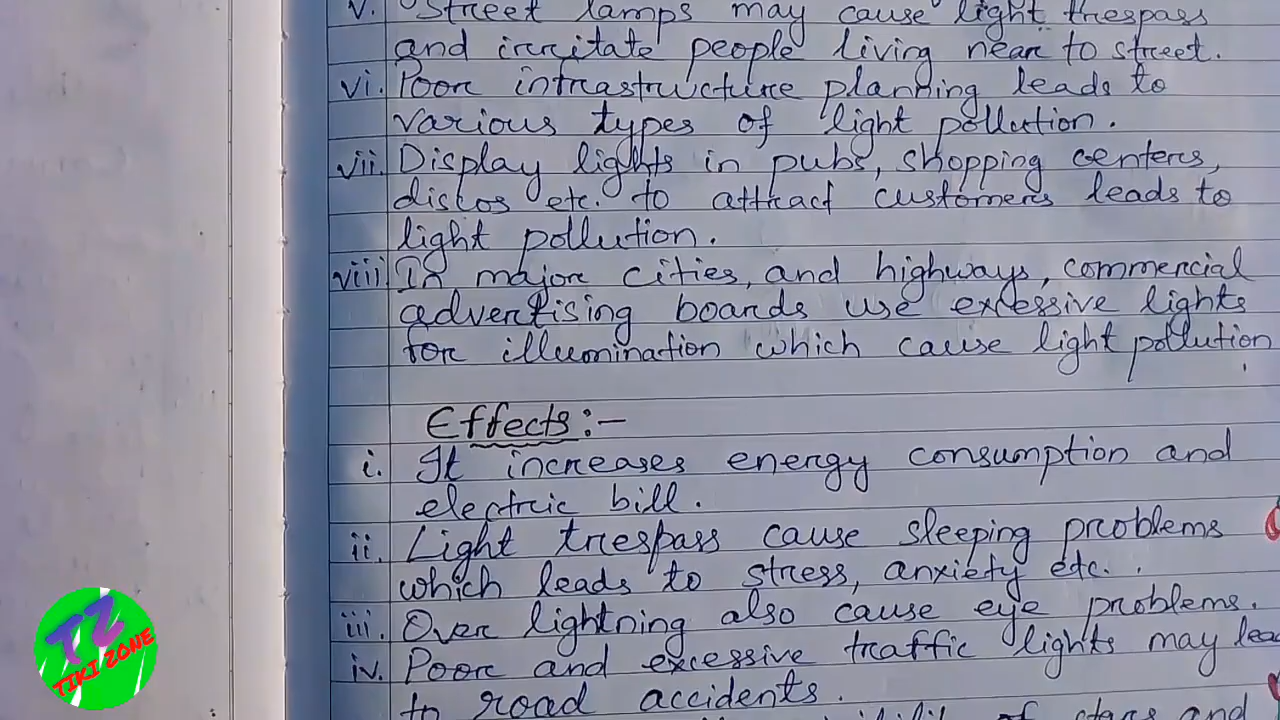 v. Street lamps may cause light trespass
and irritate people living near to street.
vi. Poor infrastructure planning leads to
various types of light pollution.
vii. Display lights in pubs, shopping centers,
diskos etc. to attract customers leads to
light pollution.
viii. In major cities, and highways, commercial
advertising boards use excessive lights
for illumination which cause light pollution.
Effects:-
i. It increases energy consumption and
electric bill.
ii. Light trespass cause sleeping problems
which leads to stress, anxiety etc..
iii. Over lightning also cause eye problems.
iv. Poor and excessive traffic lights may lea
to road accidents.
of stars and
TZ
TIKI ZONE